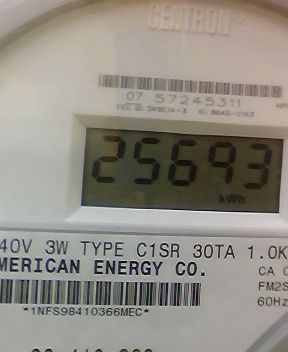 CENTRON
07 57245311
25693
kWh
40V 3W TYPE C1SR 30TA 1.0K
MERICAN ENERGY CO.
CA
FM2S
60Hz
*1NFS98410366MEC*